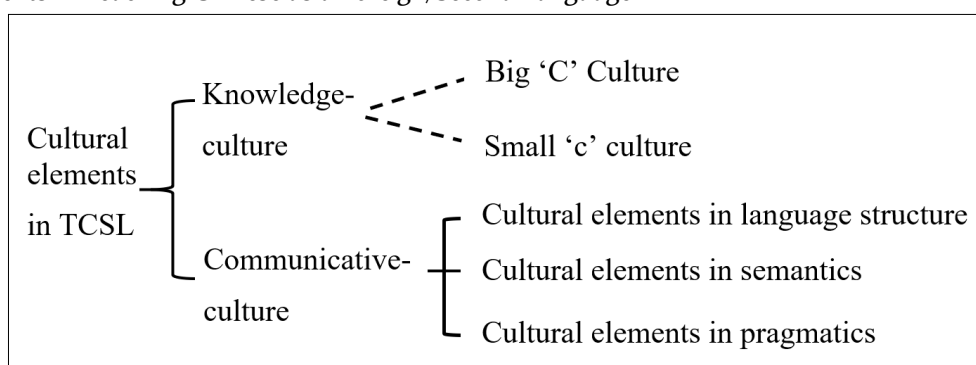 Cultural
elements
in TCSL
Knowledge-
culture
Big ‘C’ Culture
Small ‘c’ culture
Communicative-
culture
Cultural elements in language structure
Cultural elements in semantics
Cultural elements in pragmatics